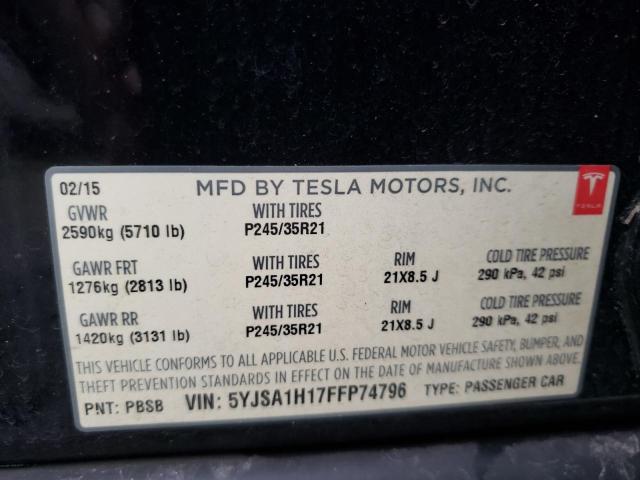 02/15 MFD BY TESLA MOTORS, INC.
TESLA
GVWR WITH TIRES
2590kg (5710 lb) P245/35R21
GAWR FRT WITH TIRES RIM COLD TIRE PRESSURE
1276kg (2813 lb) P245/35R21 21X8.5 J 290 kPa, 42 psi
GAWR RR WITH TIRES RIM COLD TIRE PRESSURE
1420kg (3131 lb) P245/35R21 21X8.5 J 290 kPa, 42 psi
THIS VEHICLE CONFORMS TO ALL APPLICABLE U.S. FEDERAL MOTOR VEHICLE SAFETY, BUMPER, AND
THEFT PREVENTION STANDARDS IN EFFECT ON THE DATE OF MANUFACTURE SHOWN ABOVE.
PNT: PBSB VIN: 5YJSA1H17FFP74796 TYPE: PASSENGER CAR